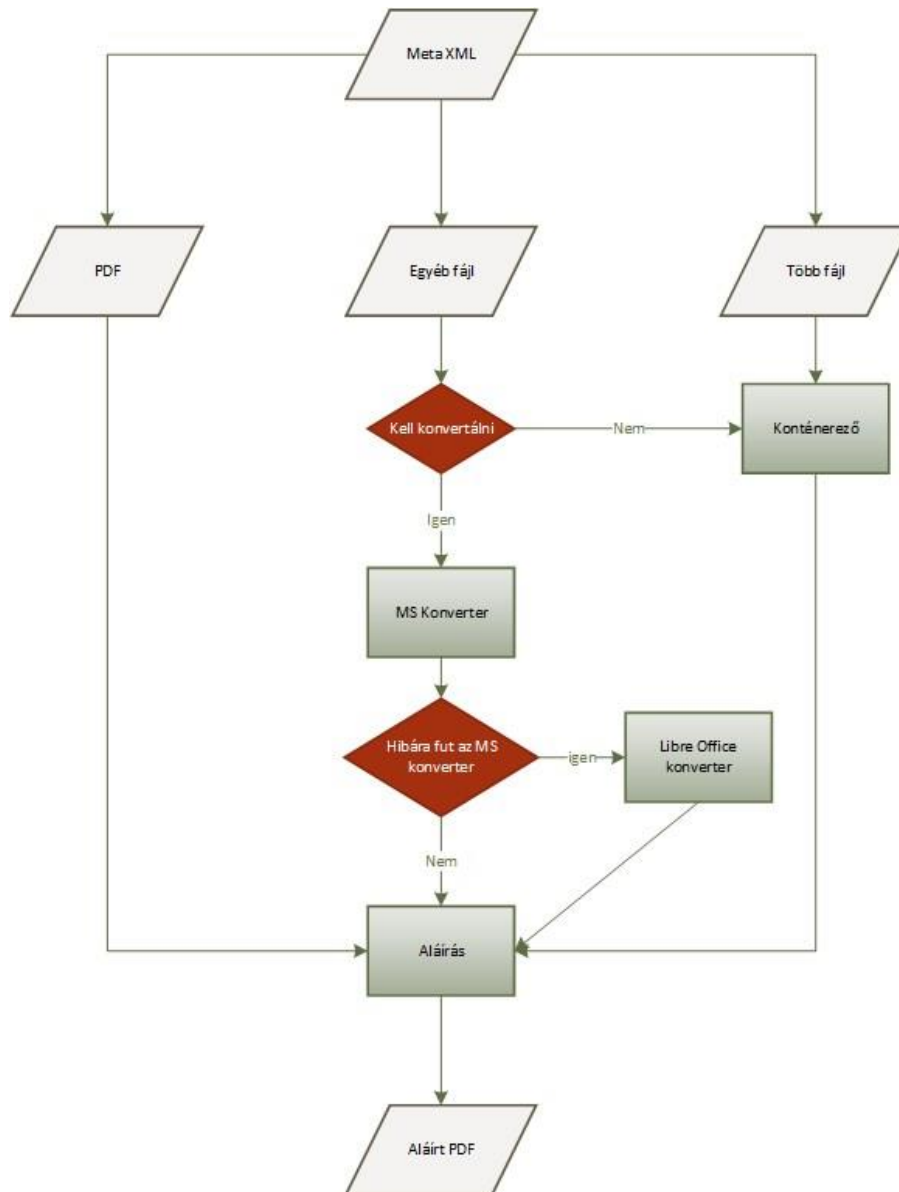 Meta XML
PDF
Egyéb fájl
Több fájl
Kell konvertálni
Nem
Konténerező
Igen
MS Konverter
Hibára fut az MS
konverter
igen
Libre Office
konverter
Nem
Aláírás
Aláírt PDF